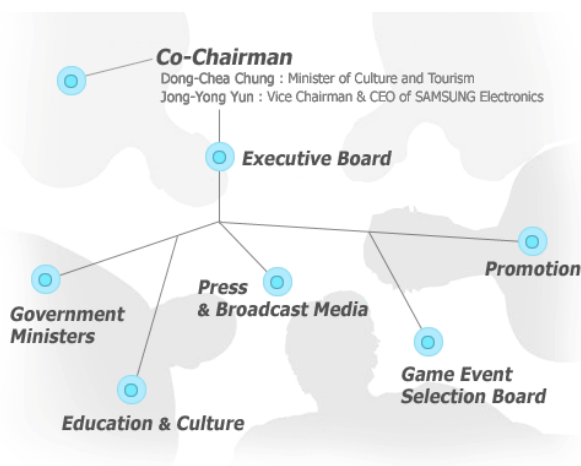 Co-Chairman
Dong-Chea Chung : Minister of Culture and Tourism
Jong-Yong Yun : Vice Chairman & CEO of SAMSUNG Electronics
Executive Board
Promotion
Press
& Broadcast Media
Government
Ministers
Game Event
Selection Board
Education & Culture